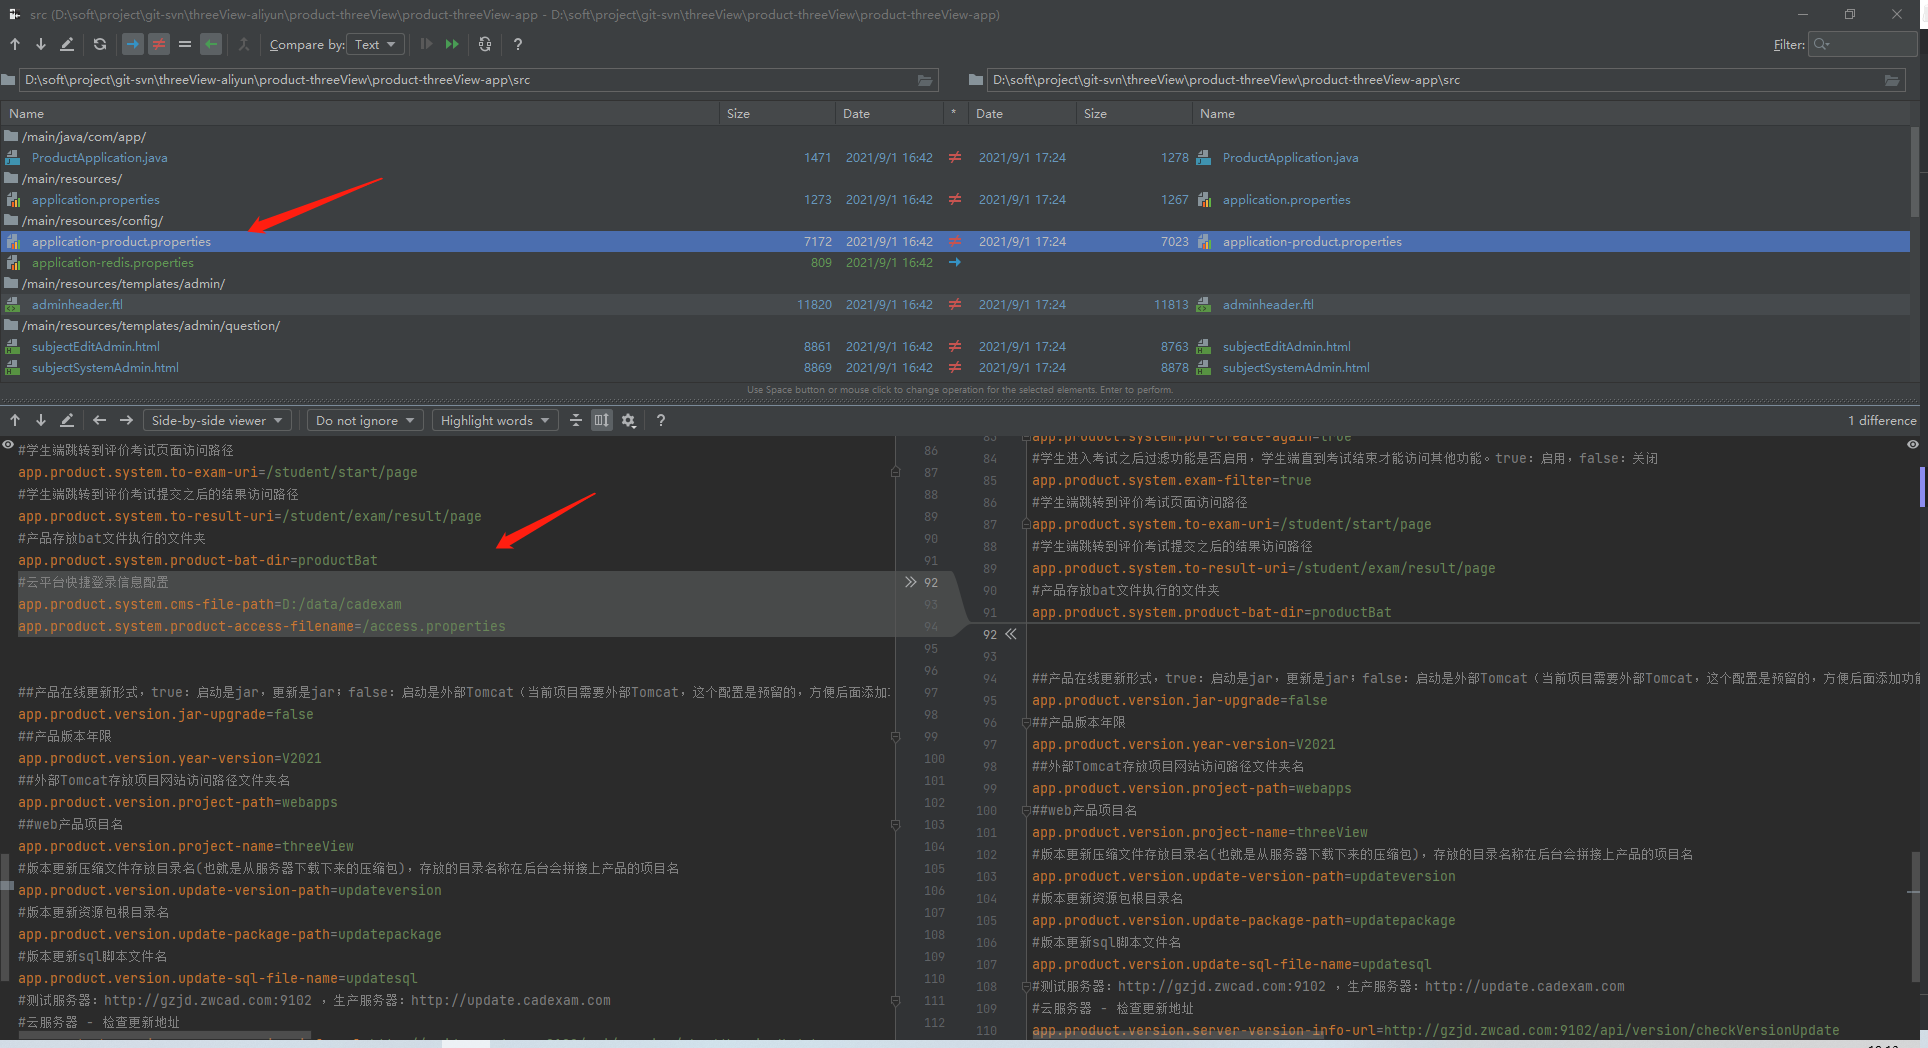 src (D:\soft\project\git-svn\threeView-aliyun\product-threeView\product-threeView-app - D:\soft\project\git-svn\threeView\product-threeView\product-threeView-app)
Compare by: Text Filter:
D:\soft\project\git-svn\threeView-aliyun\product-threeView\product-threeView-app\src D:\soft\project\git-svn\threeView\product-threeView\product-threeView-app\src
Name Size Date * Date Size Name
/main/java/com/app/
ProductApplication.java 1471 2021/9/1 16:42 ≠ 2021/9/1 17:24 1278 ProductApplication.java
/main/resources/
application.properties 1273 2021/9/1 16:42 ≠ 2021/9/1 17:24 1267 application.properties
/main/resources/config/
application-product.properties 7172 2021/9/1 16:42 ≠ 2021/9/1 17:24 7023 application-product.properties
application-redis.properties 809 2021/9/1 16:42
/main/resources/templates/admin/
adminheader.ftl 11820 2021/9/1 16:42 ≠ 2021/9/1 17:24 11813 adminheader.ftl
/main/resources/templates/admin/question/
subjectEditAdmin.html 8861 2021/9/1 16:42 ≠ 2021/9/1 17:24 8763 subjectEditAdmin.html
subjectSystemAdmin.html 8869 2021/9/1 16:42 ≠ 2021/9/1 17:24 8878 subjectSystemAdmin.html
Use Space button or mouse click to change operation for the selected elements. Enter to perform.
Side-by-side viewer Do not ignore Highlight words ? 1 difference
#学生端跳转到评价考试页面访问路径 86
app.product.system.to-exam-uri=/student/start/page 87
#学生端跳转到评价考试提交之后的结果访问路径 88
app.product.system.to-result-uri=/student/exam/result/page 89
#产品存放bat文件执行的文件夹 90
app.product.system.product-bat-dir=productBat 91
#云平台快捷登录信息配置 92
app.product.system.cms-file-path=D:/data/cadexam 93
app.product.system.product-access-filename=/access.properties 94
95
96
##产品在线更新形式，true：启动是jar，更新是jar；false：启动是外部Tomcat（当前项目需要外部Tomcat，这个配置是预留的，方便后面添加 97
app.product.version.jar-upgrade=false 98
##产品版本年限 99
app.product.version.year-version=V2021 100
##外部Tomcat存放项目网站访问路径文件夹名 101
app.product.version.project-path=webapps 102
##web产品项目名 103
app.product.version.project-name=threeView 104
#版本更新压缩文件存放目录名(也就是从服务器下载下来的压缩包)，存放的目录名称在后台会拼接上产品的项目名 105
app.product.version.update-version-path=updateversion 106
#版本更新资源包根目录名 107
app.product.version.update-package-path=updatepackage 108
#版本更新sql脚本文件名 109
app.product.version.update-sql-file-name=updatesql 110
#测试服务器：http://gzjd.zwcad.com:9102 ，生产服务器：http://update.cadexam.com 111
#云服务器 - 检查更新地址 112
83 app.product.system.pdf-create-again=true
84 #学生进入考试之后过滤功能是否启用，学生端直到考试结束才能访问其他功能。true：启用，false：关闭
85 app.product.system.exam-filter=true
86 #学生端跳转到评价考试页面访问路径
87 app.product.system.to-exam-uri=/student/start/page
88 #学生端跳转到评价考试提交之后的结果访问路径
89 app.product.system.to-result-uri=/student/exam/result/page
90 #产品存放bat文件执行的文件夹
91 app.product.system.product-bat-dir=productBat
92
93
94 ##产品在线更新形式，true：启动是jar，更新是jar；false：启动是外部Tomcat（当前项目需要外部Tomcat，这个配置是预留的，方便后面添加功能
95 app.product.version.jar-upgrade=false
96 ##产品版本年限
97 app.product.version.year-version=V2021
98 ##外部Tomcat存放项目网站访问路径文件夹名
99 app.product.version.project-path=webapps
100 ##web产品项目名
101 app.product.version.project-name=threeView
102 #版本更新压缩文件存放目录名(也就是从服务器下载下来的压缩包)，存放的目录名称在后台会拼接上产品的项目名
103 app.product.version.update-version-path=updateversion
104 #版本更新资源包根目录名
105 app.product.version.update-package-path=updatepackage
106 #版本更新sql脚本文件名
107 app.product.version.update-sql-file-name=updatesql
108 #测试服务器：http://gzjd.zwcad.com:9102 ，生产服务器：http://update.cadexam.com
109 #云服务器 - 检查更新地址
110 app.product.version.server-version-info-url=http://gzjd.zwcad.com:9102/api/version/checkVersionUpdate